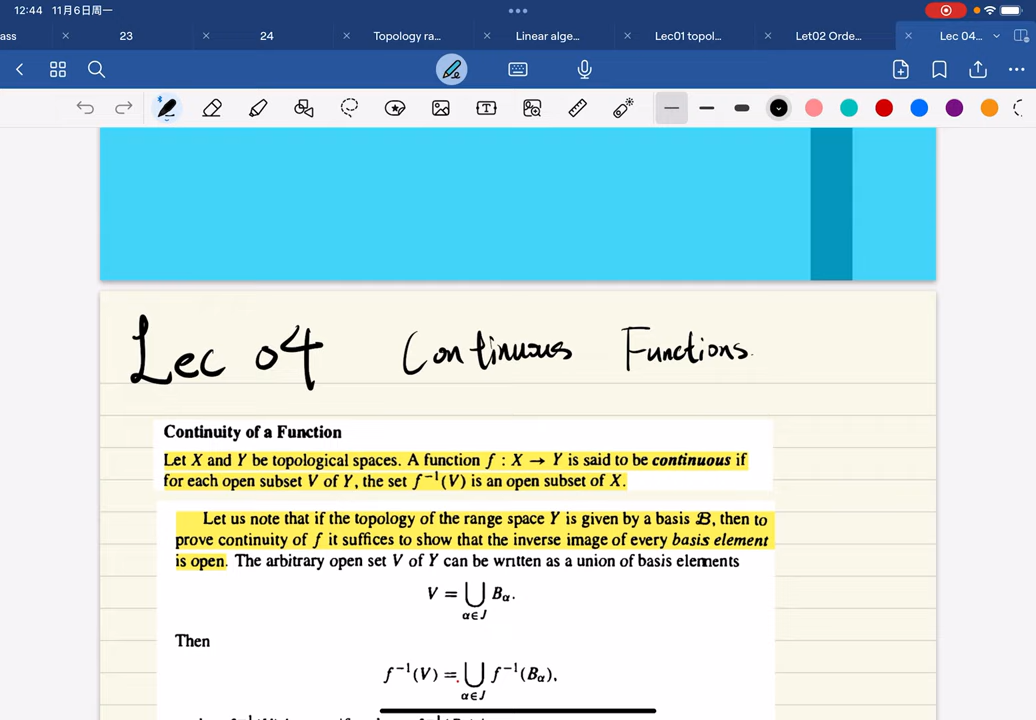 12:44 11月6日周一
ass 23 24 Topology ra... Linear alge... Lec01 topol... Let02 Orde... Lec 04...
Lec 04 Continuous Functions.
Continuity of a Function
Let X and Y be topological spaces. A function f : X → Y is said to be continuous if
for each open subset V of Y, the set f⁻¹(V) is an open subset of X.
Let us note that if the topology of the range space Y is given by a basis ℬ, then to
prove continuity of f it suffices to show that the inverse image of every basis element
is open. The arbitrary open set V of Y can be written as a union of basis elements
V = ⋃ Bα.
α∈J
Then
f⁻¹(V) = ⋃ f⁻¹(Bα),
α∈J